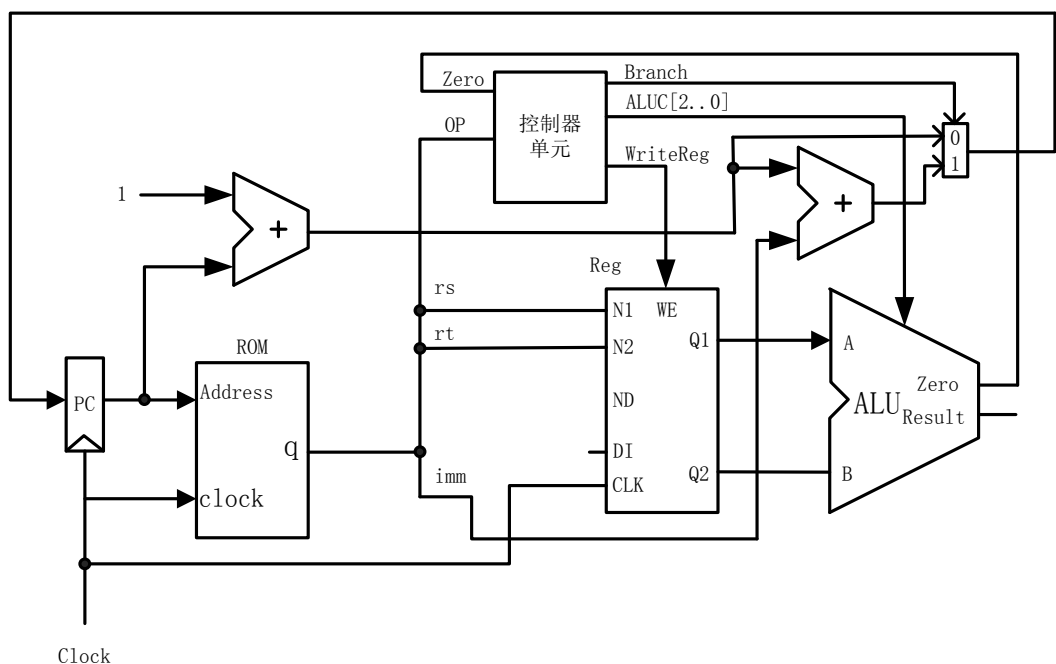 Zero
OP
控制器
单元
Branch
ALUC[2..0]
WriteReg
0
1
1
+
+
Reg
rs
rt
imm
N1
WE
N2
ND
DI
CLK
Q1
Q2
ROM
Address
q
clock
PC
A
B
ALU
Zero
Result
Clock